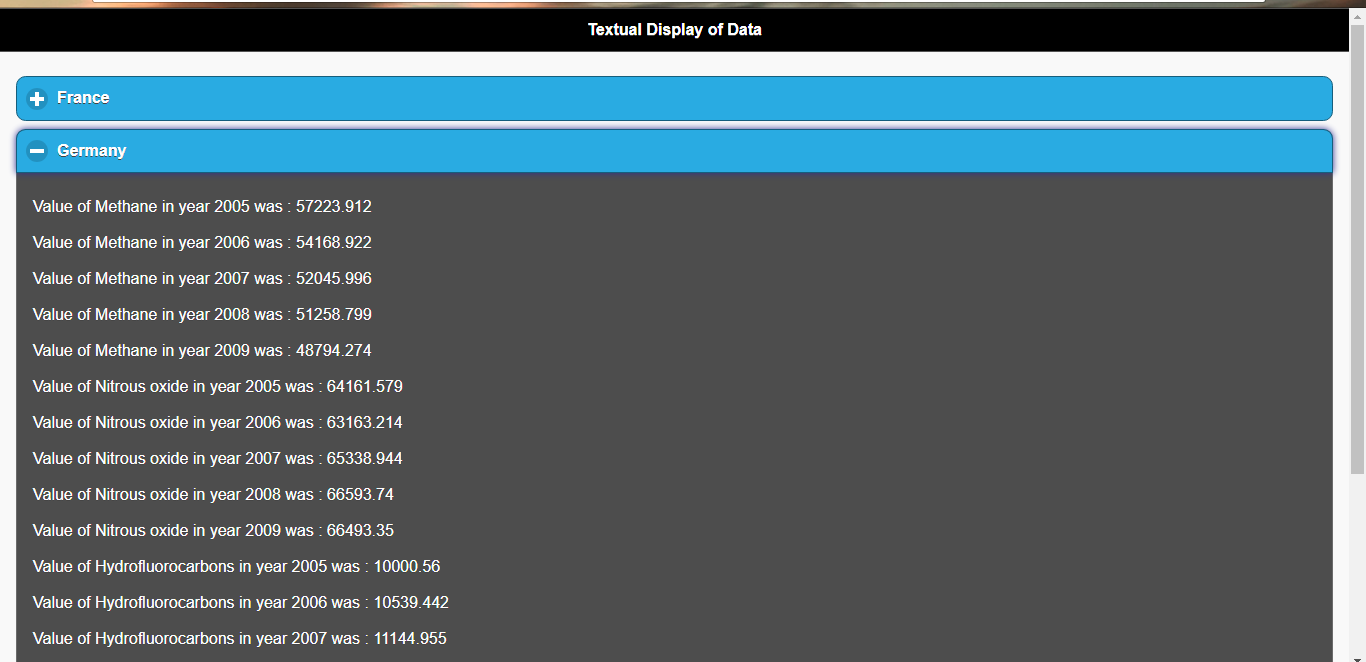 Textual Display of Data
France
Germany
Value of Methane in year 2005 was : 57223.912
Value of Methane in year 2006 was : 54168.922
Value of Methane in year 2007 was : 52045.996
Value of Methane in year 2008 was : 51258.799
Value of Methane in year 2009 was : 48794.274
Value of Nitrous oxide in year 2005 was : 64161.579
Value of Nitrous oxide in year 2006 was : 63163.214
Value of Nitrous oxide in year 2007 was : 65338.944
Value of Nitrous oxide in year 2008 was : 66593.74
Value of Nitrous oxide in year 2009 was : 66493.35
Value of Hydrofluorocarbons in year 2005 was : 10000.56
Value of Hydrofluorocarbons in year 2006 was : 10539.442
Value of Hydrofluorocarbons in year 2007 was : 11144.955